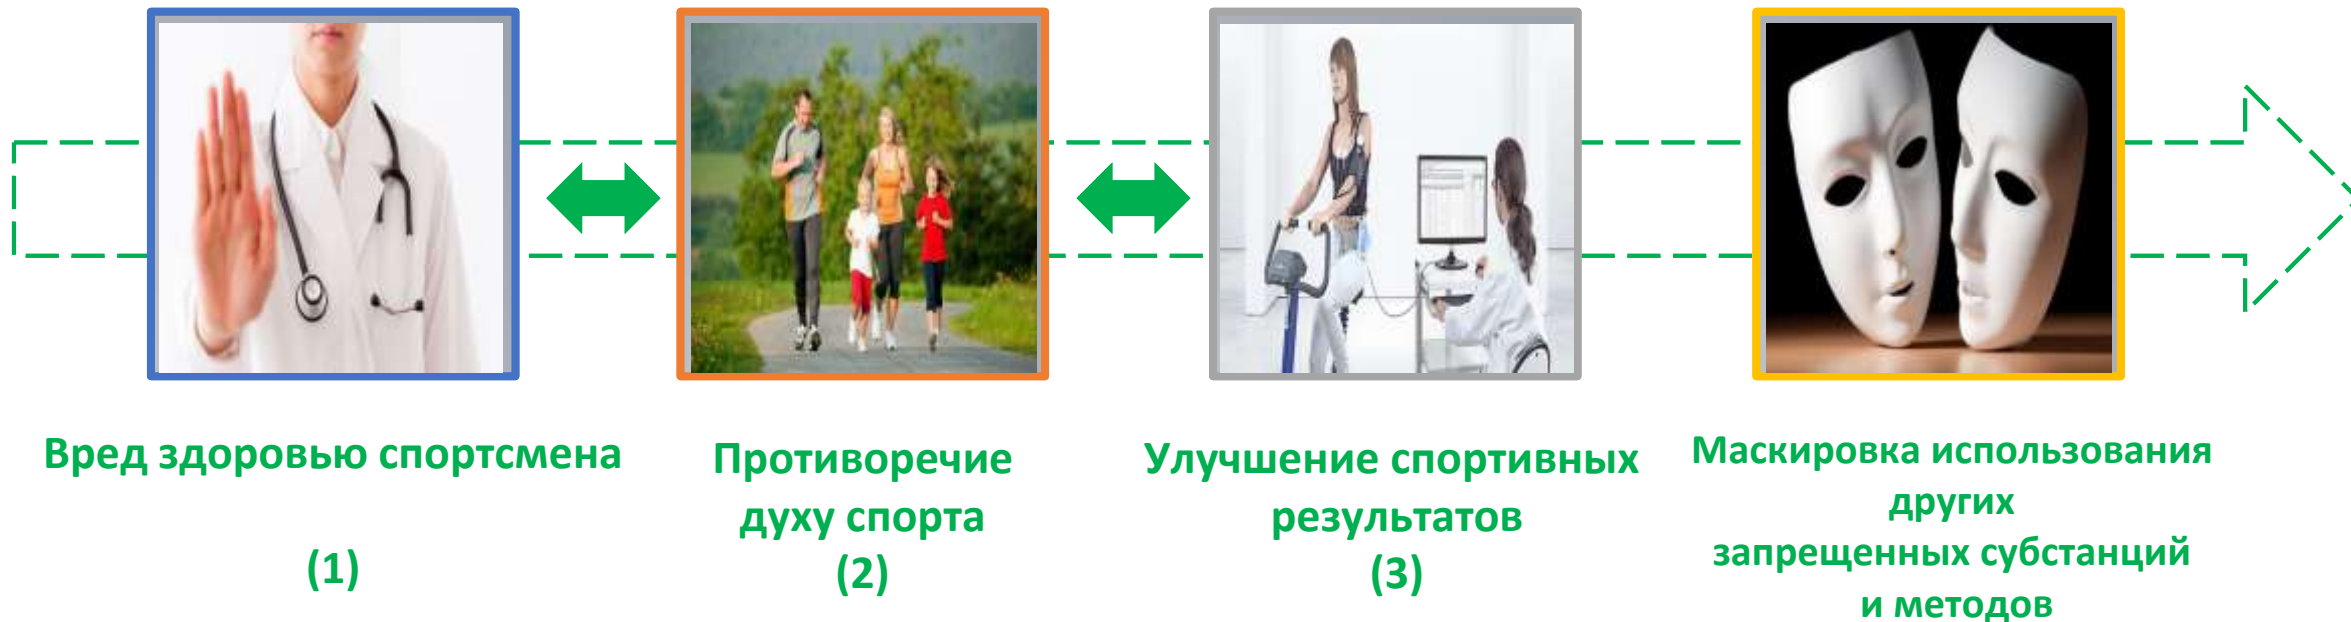 Вред здоровью спортсмена
(1)
Противоречие
духу спорта
(2)
Улучшение спортивных
результатов
(3)
Маскировка использования
других
запрещенных субстанций
и методов